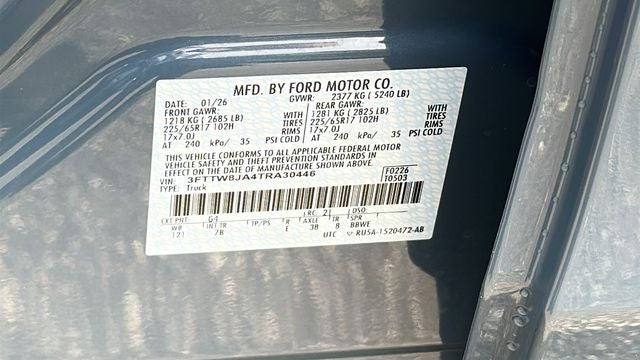 MFD. BY FORD MOTOR CO.
DATE: 01/26 GVWR: 2377 KG ( 5240 LB)
FRONT GAWR: REAR GAWR:
1218 KG ( 2685 LB) WITH 1281 KG ( 2825 LB) WITH
225/65R17 102H TIRES 225/65R17 102H TIRES
17x7.0J RIMS 17x7.0J RIMS
AT 240 kPa/ 35 PSI COLD AT 240 kPa/ 35 PSI COLD
THIS VEHICLE CONFORMS TO ALL APPLICABLE FEDERAL MOTOR
VEHICLE SAFETY AND THEFT PREVENTION STANDARDS IN
EFFECT ON THE DATE OF MANUFACTURE SHOWN ABOVE.
VIN: 3FTTW8JA4TRA30446 F0226
TYPE: Truck T0503
EXT PNT: G4 RC: 21 DSO:
WB INT TR TP/PS R AXLE TR SPR
121 7B E 38 8 BBWE
UTC RU5A-1520472-AB